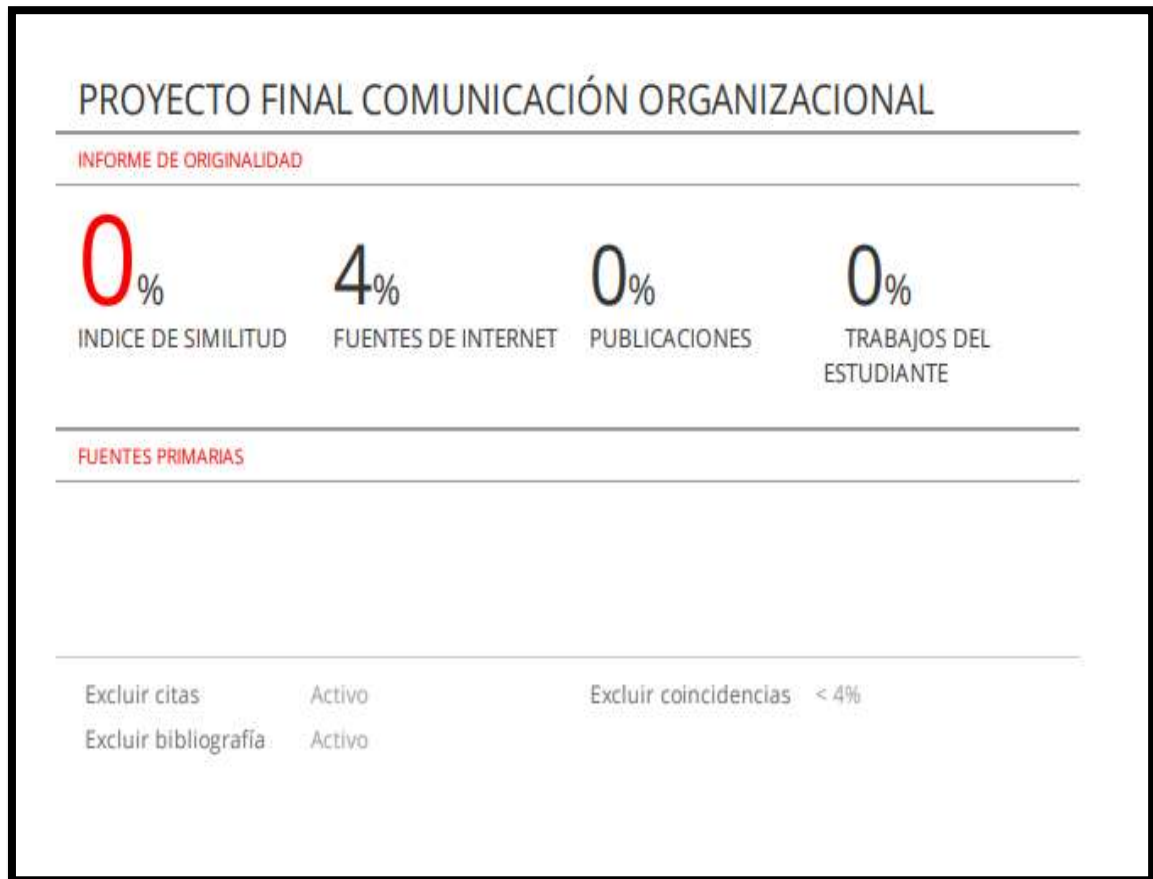 PROYECTO FINAL COMUNICACIÓN ORGANIZACIONAL
INFORME DE ORIGINALIDAD
0% 4% 0% 0%
INDICE DE SIMILITUD FUENTES DE INTERNET PUBLICACIONES TRABAJOS DEL
ESTUDIANTE
FUENTES PRIMARIAS
Excluir citas Activo Excluir coincidencias < 4%
Excluir bibliografía Activo